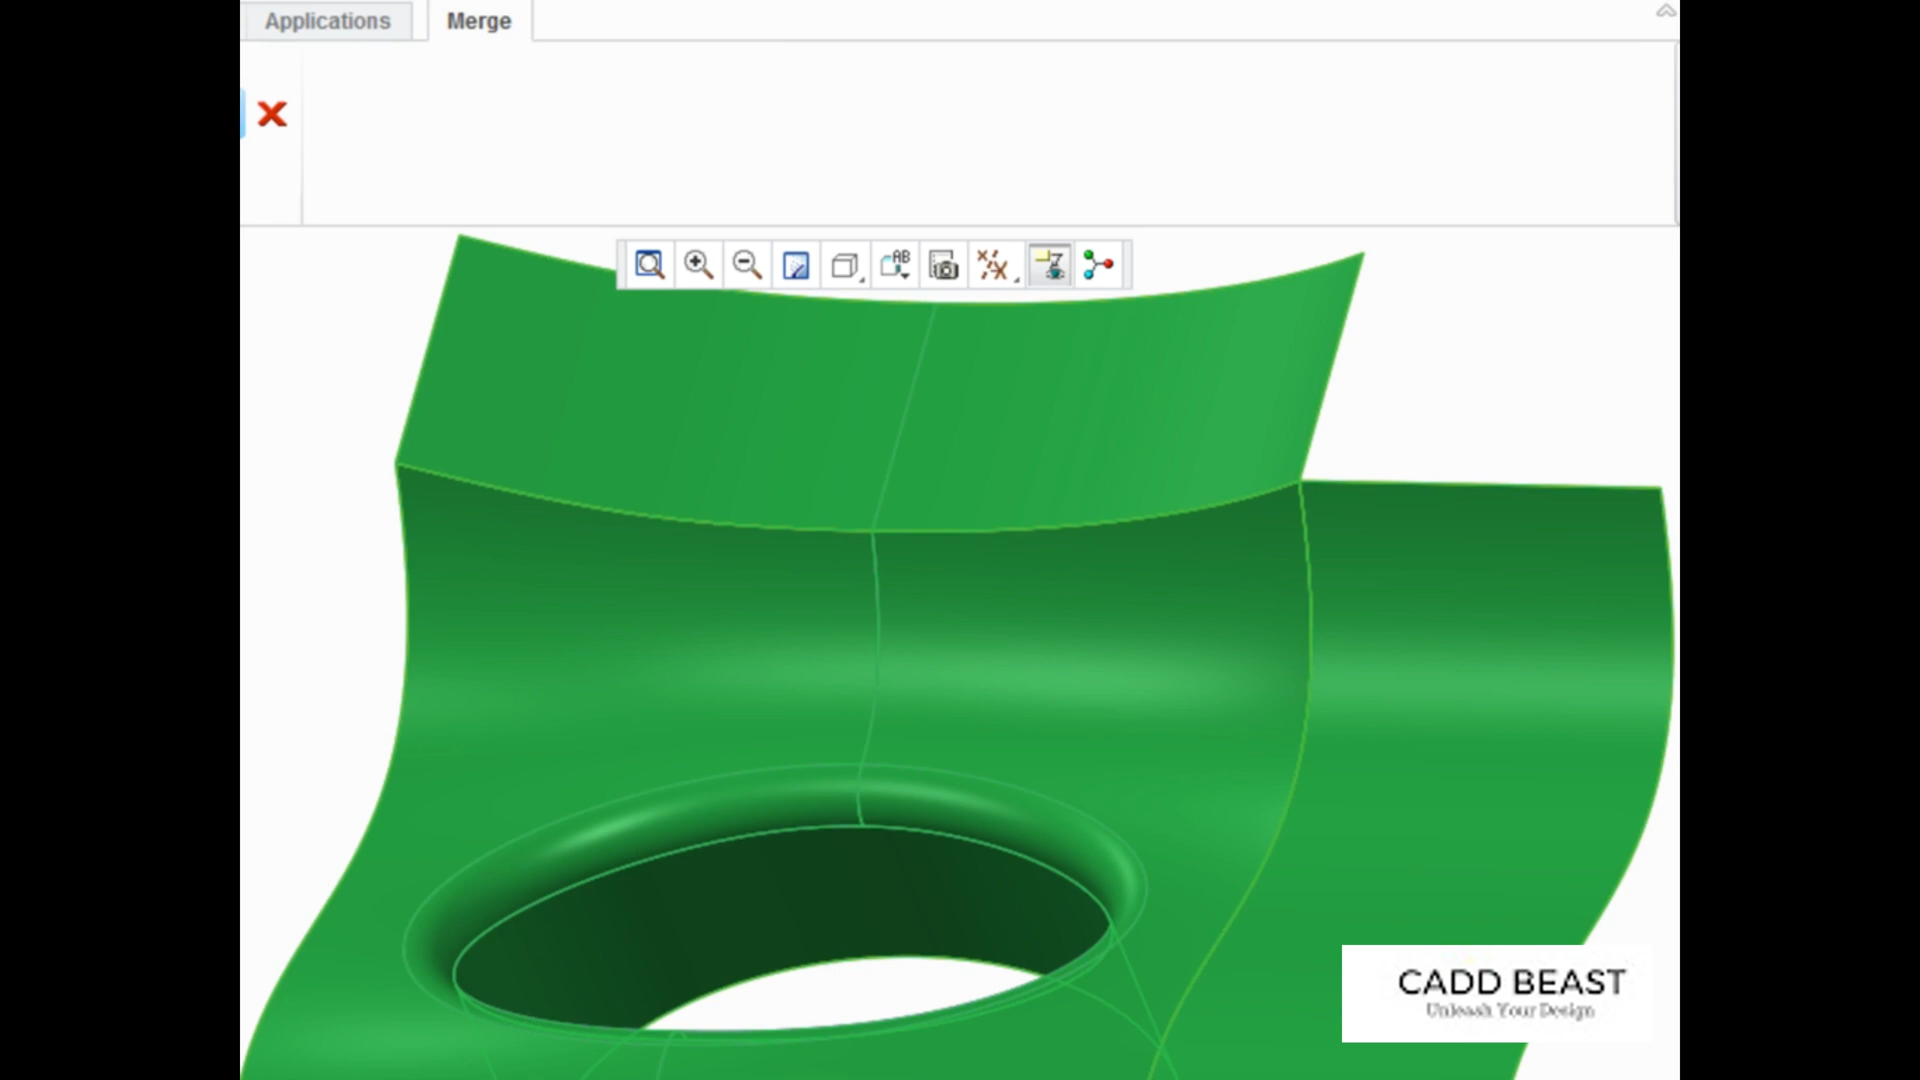 Applications
Merge
AB
CADD BEAST
Unleash Your Design